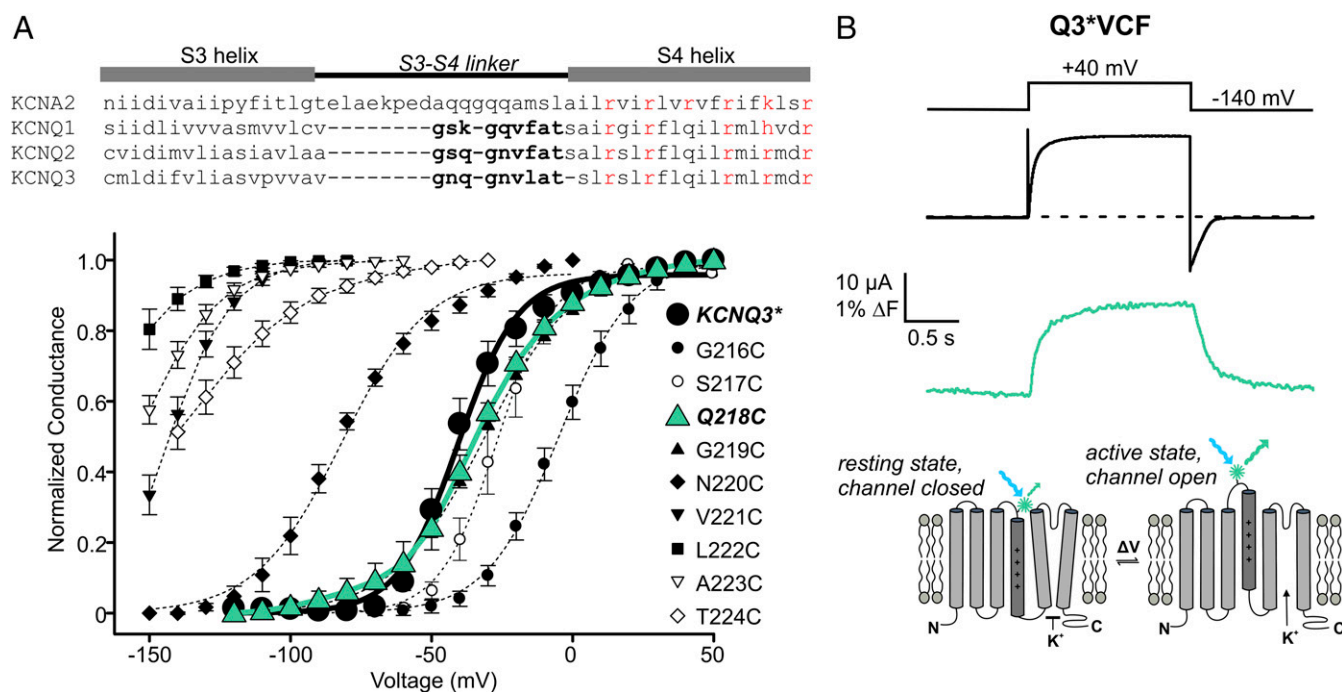 A
S3 helix
S3-S4 linker
S4 helix
KCNA2 niidivaiipyfitlgtelaekpedaqqgqqamslailrvirlvrvfrifklsr
KCNQ1 siidlivvvasmvvlcv--------gsk-gqvfatsairgirflqilrmlhvdr
KCNQ2 cvidimvliasiavlaa--------gsq-gnvfatsalrslrflqilrmirmdr
KCNQ3 cmldifvliasvpvvav--------gnq-gnvlat-slrslrflqilrmlrmdr
Normalized Conductance
1.0
0.8
0.6
0.4
0.2
0
-150
-100
-50
0
50
Voltage (mV)
KCNQ3*
G216C
S217C
Q218C
G219C
N220C
V221C
L222C
A223C
T224C
B
Q3*VCF
+40 mV
-140 mV
10 µA
1% ΔF
0.5 s
resting state,
channel closed
active state,
channel open
ΔV
N
K+
C
N
K+
C